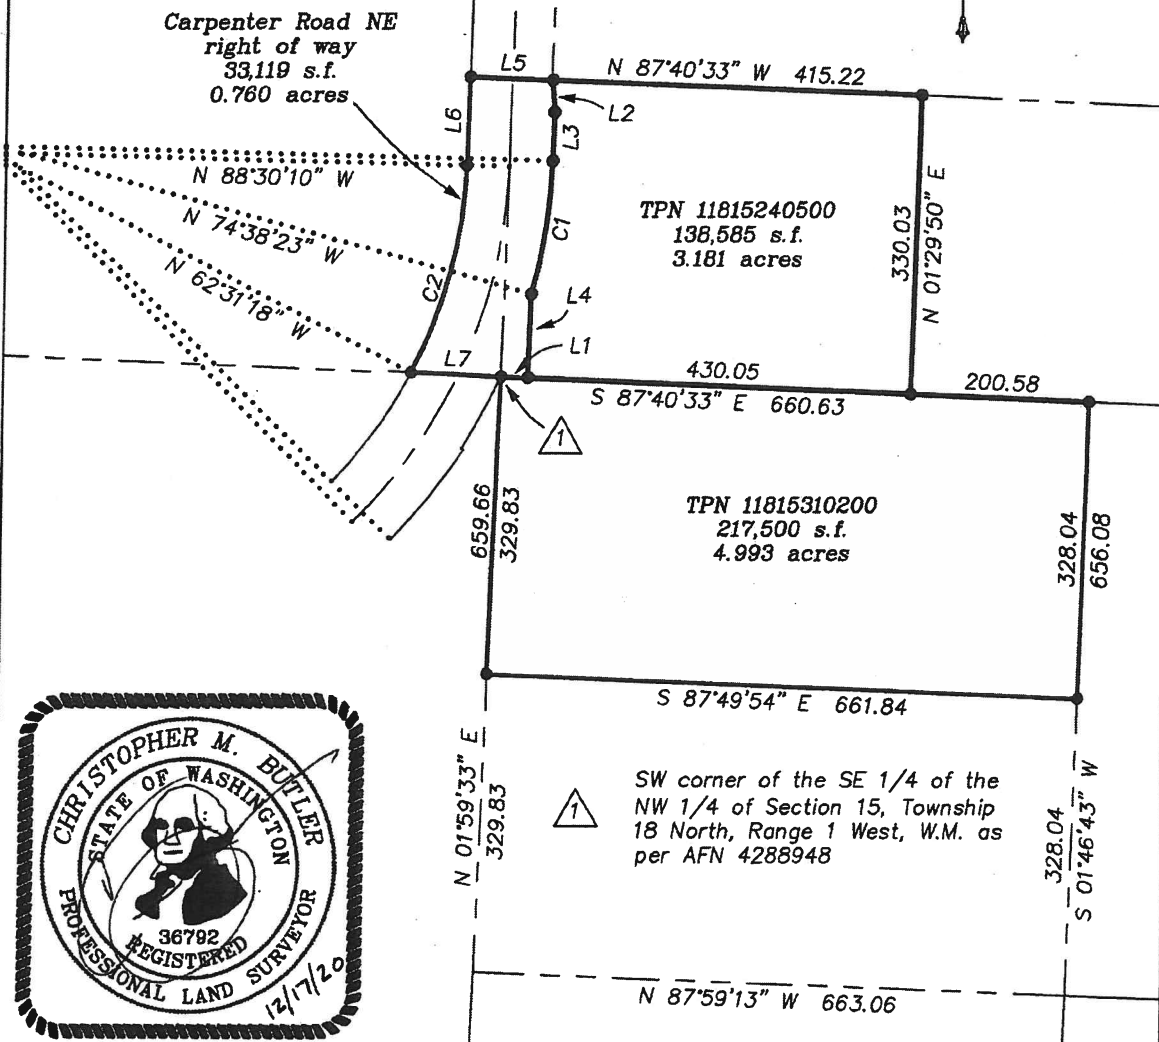 Carpenter Road NE
right of way
33,119 s.f.
0.760 acres
L5
N 87°40'33" W 415.22
L2
L6
L3
N 88°30'10" W
N 74°38'23" W
N 62°31'18" W
C2
C1
TPN 11815240500
138,585 s.f.
3.181 acres
330.03
N 01°29'50" E
L4
L1
L7
430.05
200.58
S 87°40'33" E 660.63
1
TPN 11815310200
217,500 s.f.
4.993 acres
659.66
329.83
328.04
656.08
S 87°49'54" E 661.84
N 01°59'33" E
329.83
1
SW corner of the SE 1/4 of the
NW 1/4 of Section 15, Township
18 North, Range 1 West, W.M. as
per AFN 4288948
328.04
S 01°46'43" W
N 87°59'13" W 663.06
CHRISTOPHER M. BUTLER
STATE OF WASHINGTON
36792
REGISTERED
PROFESSIONAL LAND SURVEYOR
12/17/20